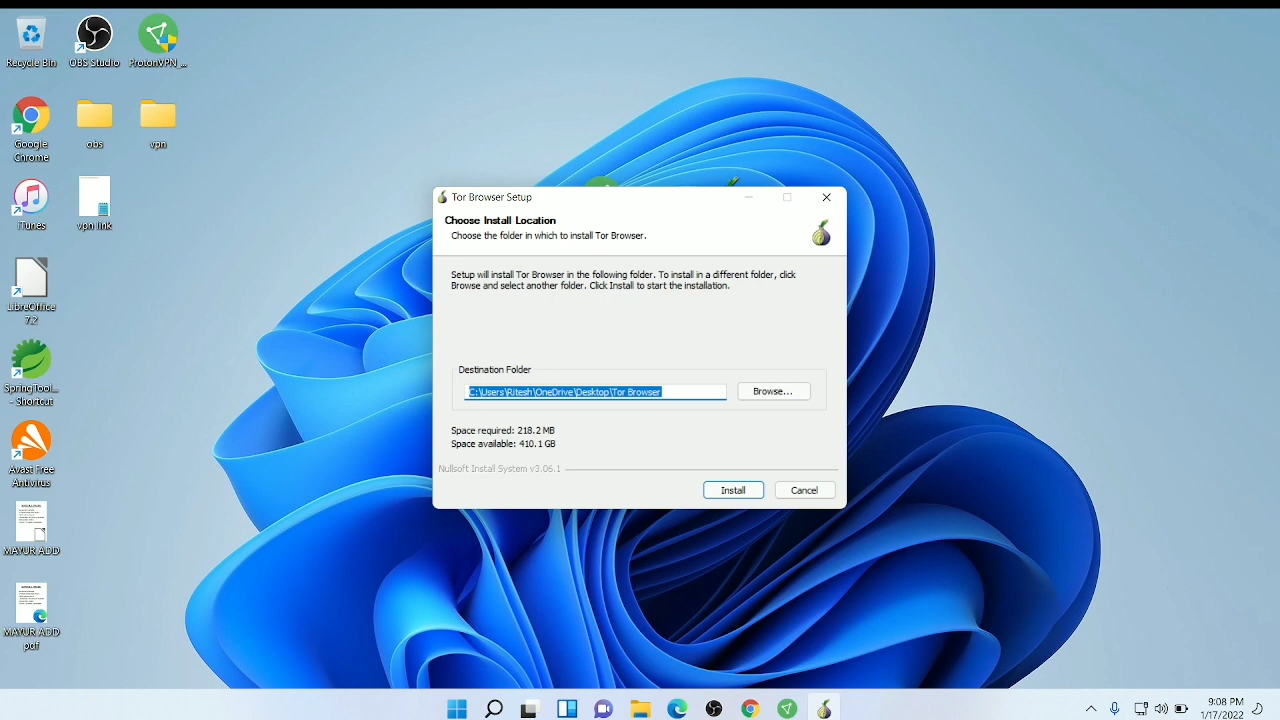 Recycle Bin
OBS Studio
ProtonVPN_...
Google
Chrome
obs
vpn
iTunes
vpn link
LibreOffice
7.2
SpringTool...
- Shortcut
Avast Free
Antivirus
MAYUR ADD
MAYUR ADD
pdf
Tor Browser Setup
Choose Install Location
Choose the folder in which to install Tor Browser.
Setup will install Tor Browser in the following folder. To install in a different folder, click
Browse and select another folder. Click Install to start the installation.
Destination Folder
C:\Users\Ritesh\OneDrive\Desktop\Tor Browser
Browse...
Space required: 218.2 MB
Space available: 410.1 GB
Nullsoft Install System v3.06.1
Install
Cancel
9:08 PM
1/17/2022